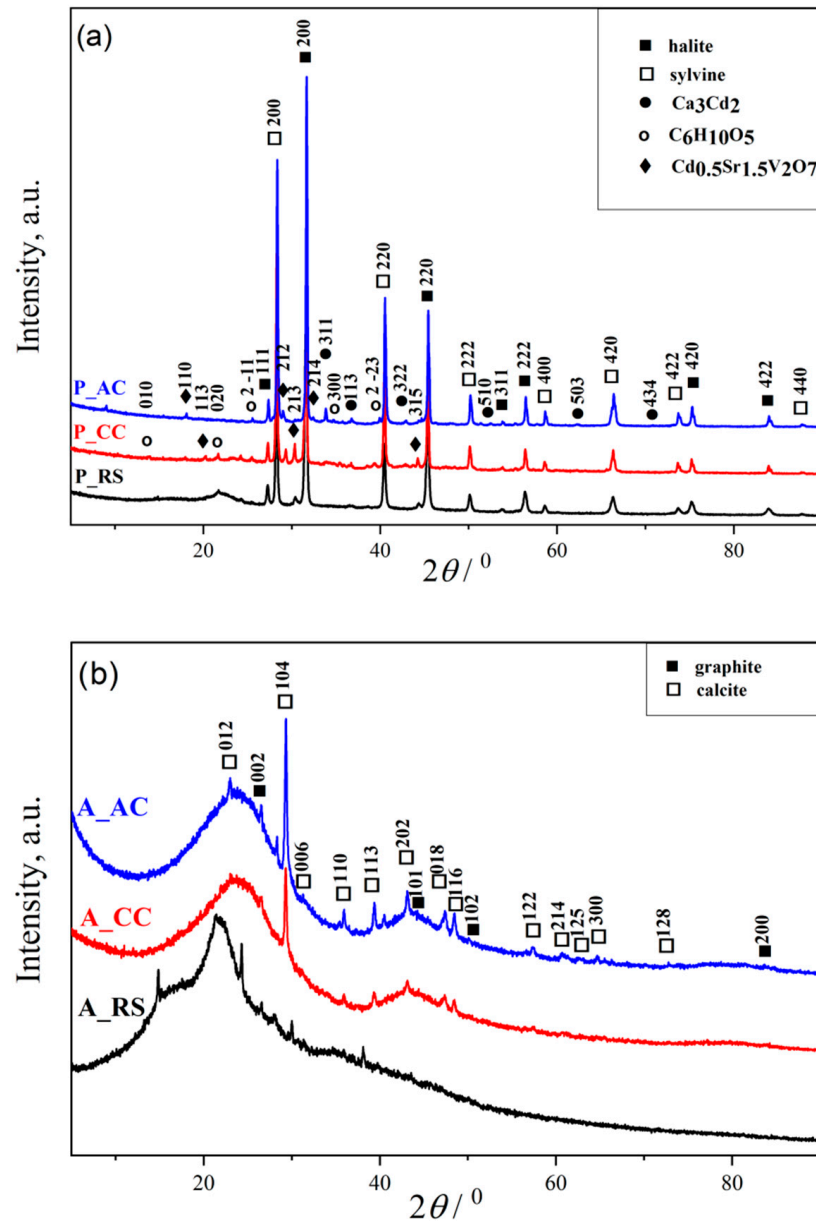 (a)
halite
sylvine
Ca3Cd2
C6H10O5
Cd0.5Sr1.5V2O7
Intensity, a.u.
200
200
220
220
010
110
113
020
2 -11
111
212
213
214
311
300
113
2 -23
322
315
222
510
311
222
400
503
420
434
422
420
422
440
P_AC
P_CC
P_RS
20
40
60
80
2θ/ 0
(b)
graphite
calcite
Intensity, a.u.
012
002
104
006
110
113
202
101
018
116
102
122
214
125
300
128
200
A_AC
A_CC
A_RS
20
40
60
80
2θ/ 0